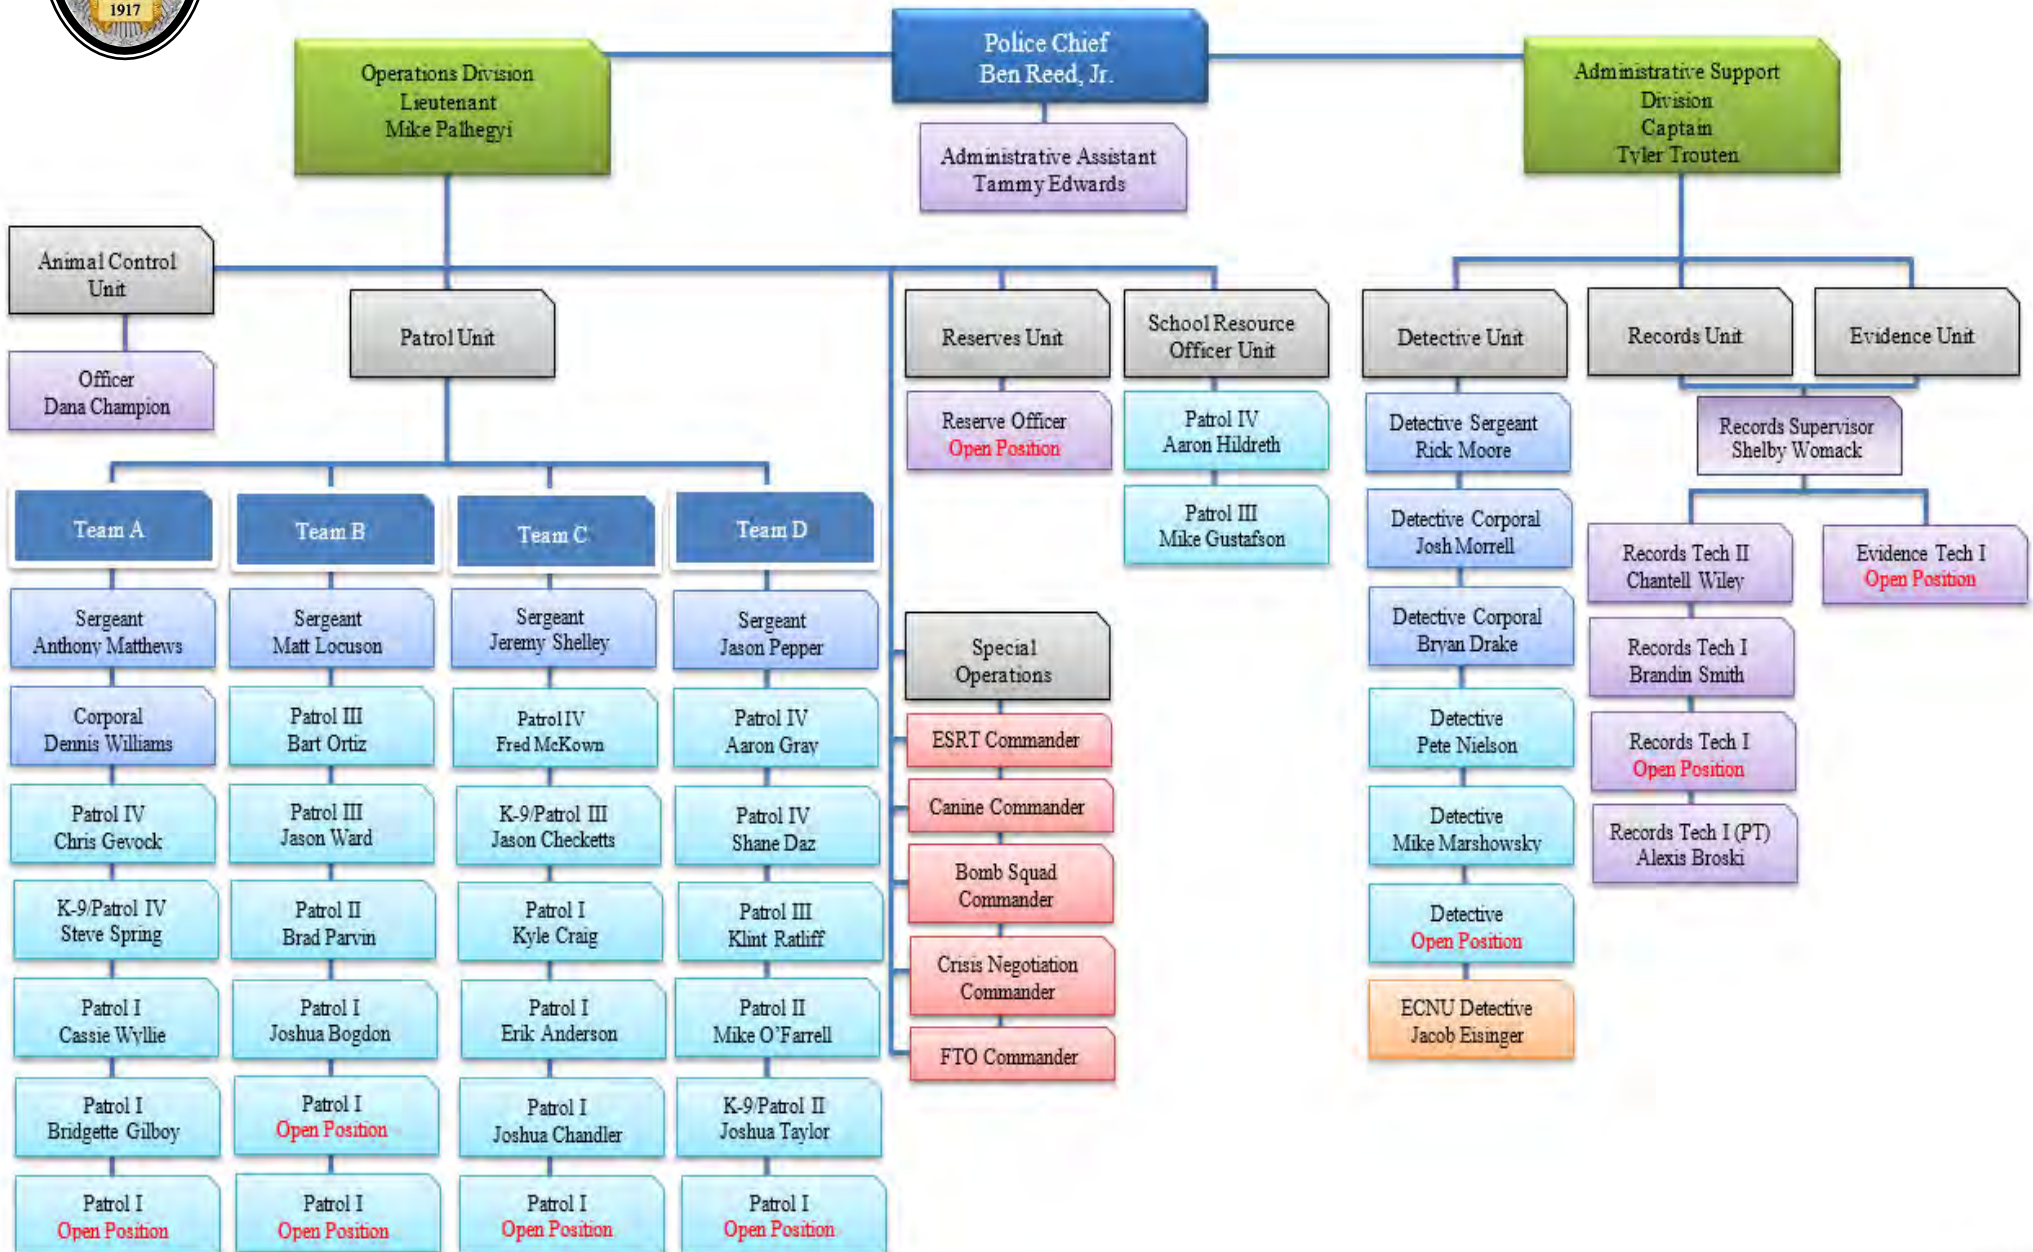 1917
Police Chief
Ben Reed, Jr.
Operations Division
Lieutenant
Mike Palhegyi
Administrative Support
Division
Captain
Tyler Trouten
Administrative Assistant
Tammy Edwards
Animal Control
Unit
Officer
Dana Champion
Patrol Unit
Reserves Unit
Reserve Officer
Open Position
School Resource
Officer Unit
Patrol IV
Aaron Hildreth
Patrol III
Mike Gustafson
Detective Unit
Records Unit
Evidence Unit
Team A
Sergeant
Anthony Matthews
Corporal
Dennis Williams
Patrol IV
Chris Gevock
K-9/Patrol IV
Steve Spring
Patrol I
Cassie Wyllie
Patrol I
Bridgette Gilboy
Patrol I
Open Position
Team B
Sergeant
Matt Locuson
Patrol III
Bart Ortiz
Patrol III
Jason Ward
Patrol II
Brad Parvin
Patrol I
Joshua Bogdon
Patrol I
Open Position
Patrol I
Open Position
Team C
Sergeant
Jeremy Shelley
Patrol IV
Fred McKown
K-9/Patrol III
Jason Checketts
Patrol I
Kyle Craig
Patrol I
Erik Anderson
Patrol I
Joshua Chandler
Patrol I
Open Position
Team D
Sergeant
Jason Pepper
Patrol IV
Aaron Gray
Patrol IV
Shane Daz
Patrol III
Klint Ratliff
Patrol II
Mike O'Farrell
K-9/Patrol II
Joshua Taylor
Patrol I
Open Position
Special
Operations
ESRT Commander
Canine Commander
Bomb Squad
Commander
Crisis Negotiation
Commander
FTO Commander
Detective Sergeant
Rick Moore
Detective Corporal
Josh Morrell
Detective Corporal
Bryan Drake
Detective
Pete Nielson
Detective
Mike Marshowsky
Detective
Open Position
ECNU Detective
Jacob Eisinger
Records Supervisor
Shelby Womack
Records Tech II
Chantell Wiley
Records Tech I
Brandin Smith
Records Tech I
Open Position
Records Tech I (PT)
Alexis Broski
Evidence Tech I
Open Position